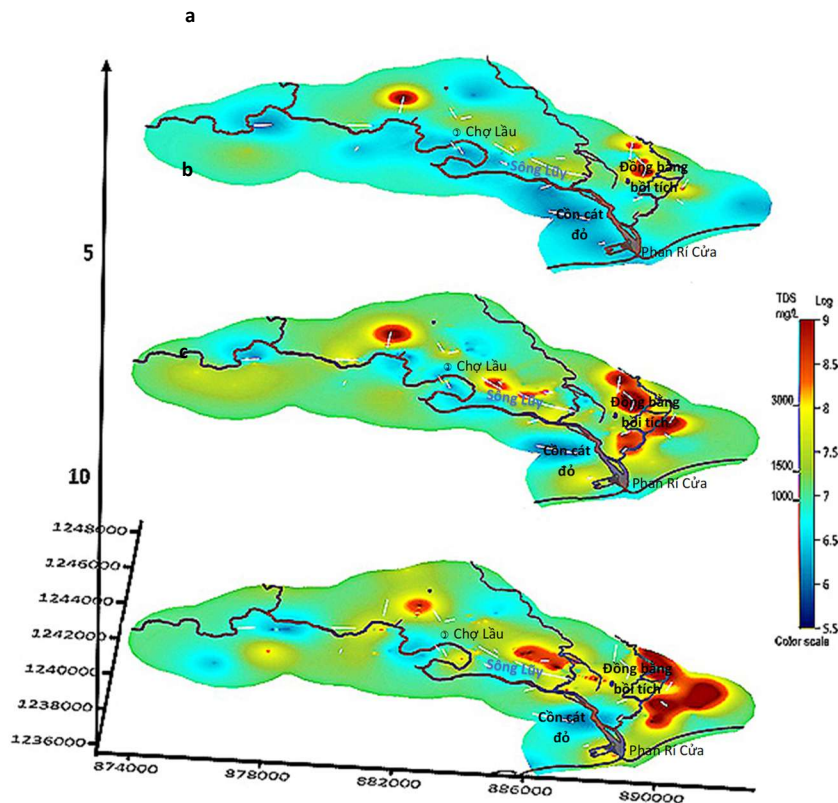 a
① Chợ Lầu
Sông Lũy
Đồng bằng
bồi tích
b
Cồn cát
đỏ
Phan Rí Cửa
5
TDS
mg/L
Log
9
8.5
3000
8
7.5
1500
7
1000
6.5
6
5.5
Color scale
c
① Chợ Lầu
Sông Lũy
Đồng bằng
bồi tích
Cồn cát
đỏ
Phan Rí Cửa
10
1248000
1246000
1244000
1242000
1240000
1238000
1236000
① Chợ Lầu
Sông Lũy
Đồng bằng
bồi tích
Cồn cát
đỏ
Phan Rí Cửa
874000
878000
882000
886000
890000